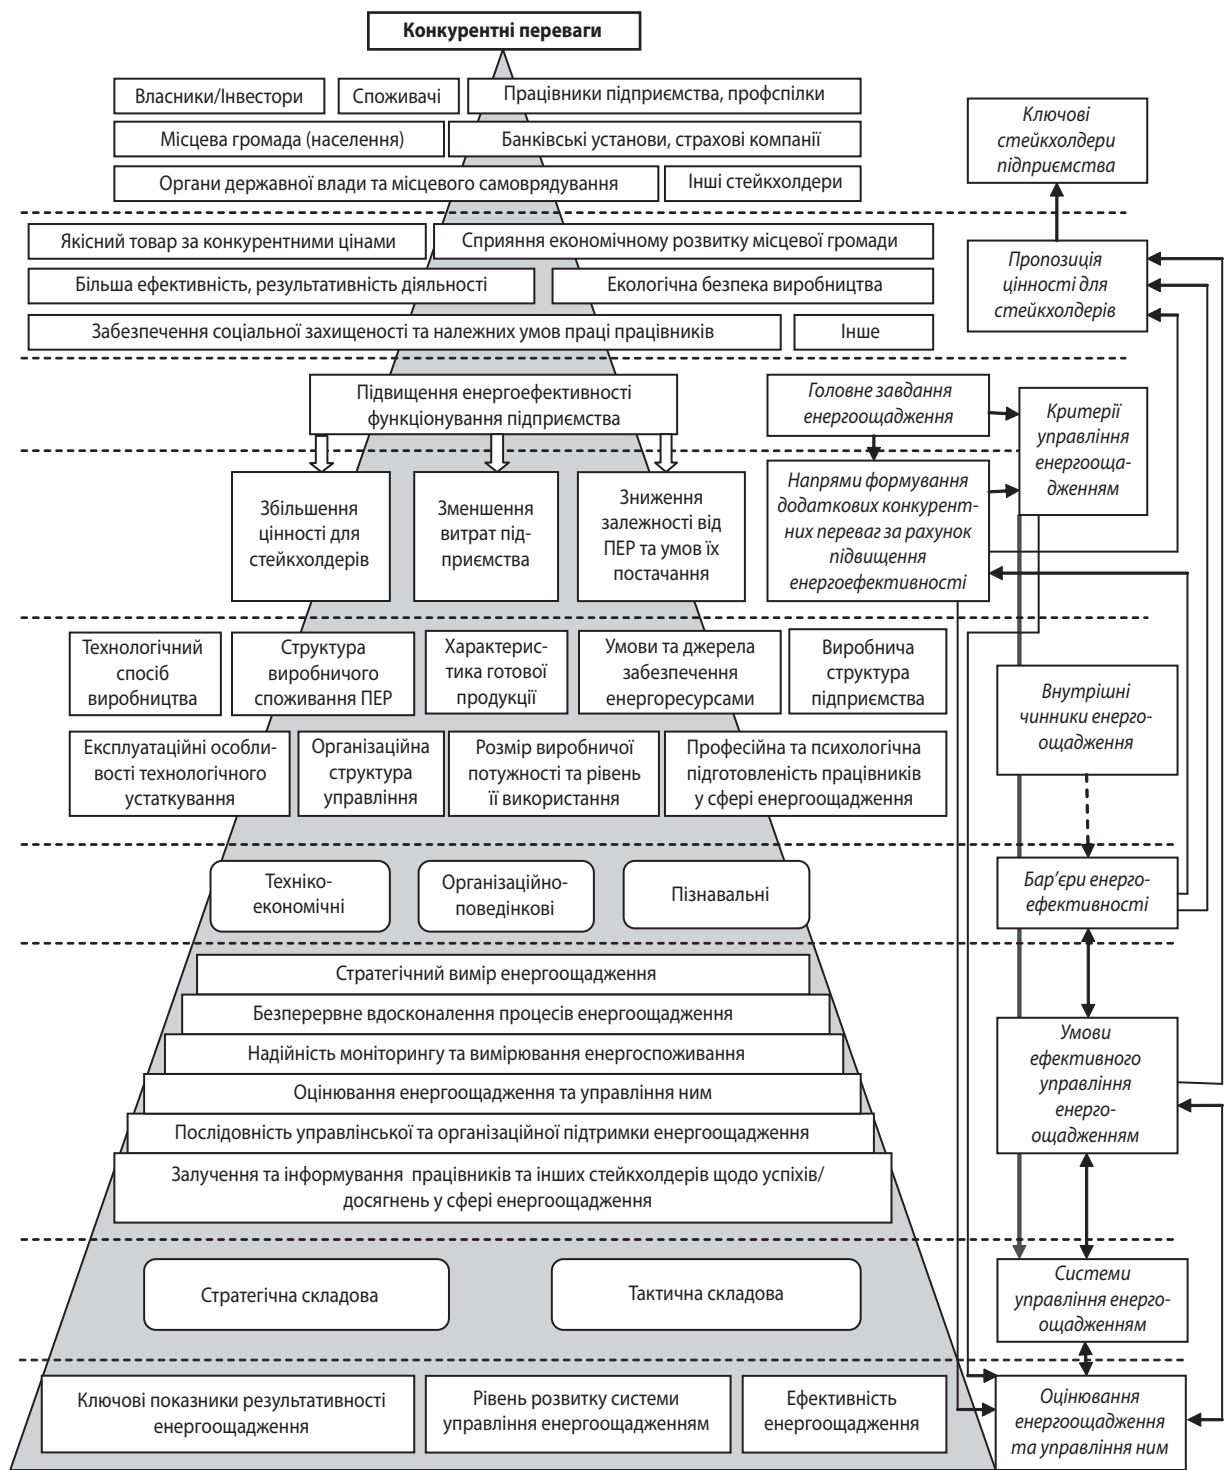 Конкурентні переваги
Власники/Інвестори
Споживачі
Працівники підприємства, профспілки
Місцева громада (населення)
Банківські установи, страхові компанії
Органи державної влади та місцевого самоврядування
Інші стейкхолдери
Ключові
стейкхолдери
підприємства
Якісний товар за конкурентними цінами
Сприяння економічному розвитку місцевої громади
Більша ефективність, результативність діяльності
Екологічна безпека виробництва
Забезпечення соціальної захищеності та належних умов праці працівників
Інше
Пропозиція
цінності для
стейкхолдерів
Підвищення енергоефективності
функціонування підприємства
Головне завдання
енергоощадження
Критерії
управління
енергооща-
дженням
Збільшення
цінності для
стейкхолдерів
Зменшення
витрат під-
приємства
Зниження
залежності від
ПЕР та умов їх
постачання
Напрями формування
додаткових конкурент-
них переваг за рахунок
підвищення
енергоефективності
Технологічний
спосіб
виробництва
Структура
виробничого
споживання ПЕР
Характерис-
тика готової
продукції
Умови та джерела
забезпечення
енергоресурсами
Виробнича
структура
підприємства
Експлуатаційні особли-
вості технологічного
устаткування
Організаційна
структура
управління
Розмір виробничої
потужності та рівень
її використання
Професійна та психологічна
підготовленість працівників
у сфері енергоощадження
Внутрішні
чинники енерго-
ощадження
Техніко-
економічні
Організаційно-
поведінкові
Пізнавальні
Бар’єри енерго-
ефективності
Стратегічний вимір енергоощадження
Безперервне вдосконалення процесів енергоощадження
Надійність моніторингу та вимірювання енергоспоживання
Оцінювання енергоощадження та управління ним
Послідовність управлінської та організаційної підтримки енергоощадження
Залучення та інформування працівників та інших стейкхолдерів щодо успіхів/
досягнень у сфері енергоощадження
Умови
ефективного
управління
енерго-
ощадженням
Стратегічна складова
Тактична складова
Системи
управління енерго-
ощадженням
Ключові показники результативності
енергоощадження
Рівень розвитку системи
управління енергоощадженням
Ефективність
енергоощадження
Оцінювання
енергоощадження
та управління ним